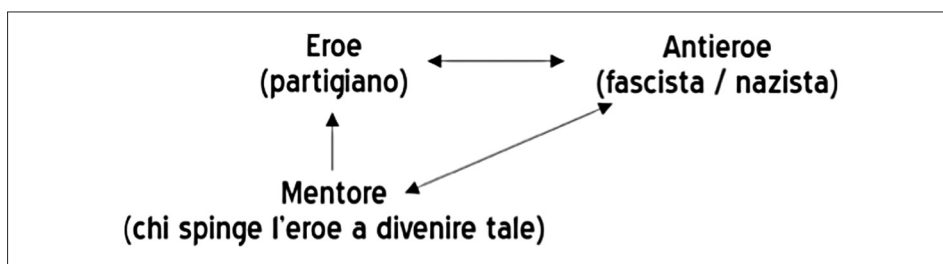 Eroe
(partigiano)
Antieroe
(fascista / nazista)
Mentore
(chi spinge l'eroe a divenire tale)